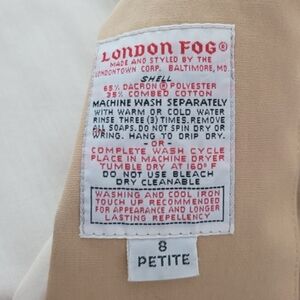 LONDON FOG®
MADE AND STYLED BY THE
LONDONTOWN CORP. BALTIMORE, MD.
SHELL
65% DACRON® POLYESTER
35% COMBED COTTON
MACHINE WASH SEPARATELY
WITH WARM OR COLD WATER
RINSE THREE (3) TIMES. REMOVE
ALL SOAPS. DO NOT SPIN DRY OR
WRING. HANG TO DRIP DRY.
- OR -
COMPLETE WASH CYCLE
PLACE IN MACHINE DRYER
TUMBLE DRY AT 160° F
DO NOT USE BLEACH
DRY CLEANABLE
WASHING AND COOL IRON
TOUCH UP RECOMMENDED
FOR APPEARANCE AND LONGER
LASTING REPELLENCY
8
PETITE